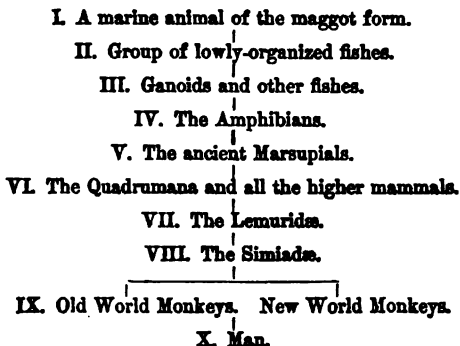 I. A marine animal of the maggot form.
II. Group of lowly-organized fishes.
III. Ganoids and other fishes.
IV. The Amphibians.
V. The ancient Marsupials.
VI. The Quadrumana and all the higher mammals.
VII. The Lemuridæ.
VIII. The Simiadæ.
IX. Old World Monkeys. New World Monkeys.
X. Man.